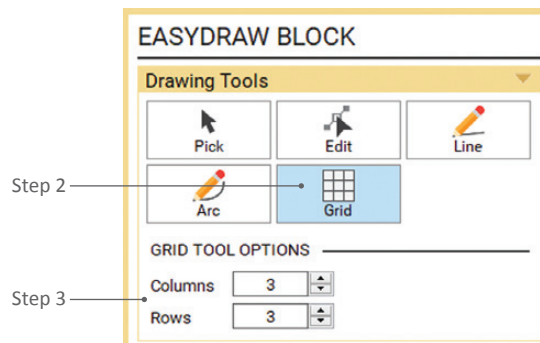 EASYDRAW BLOCK
Drawing Tools
Pick Edit Line
Step 2
Arc Grid
GRID TOOL OPTIONS
Columns 3
Step 3
Rows 3